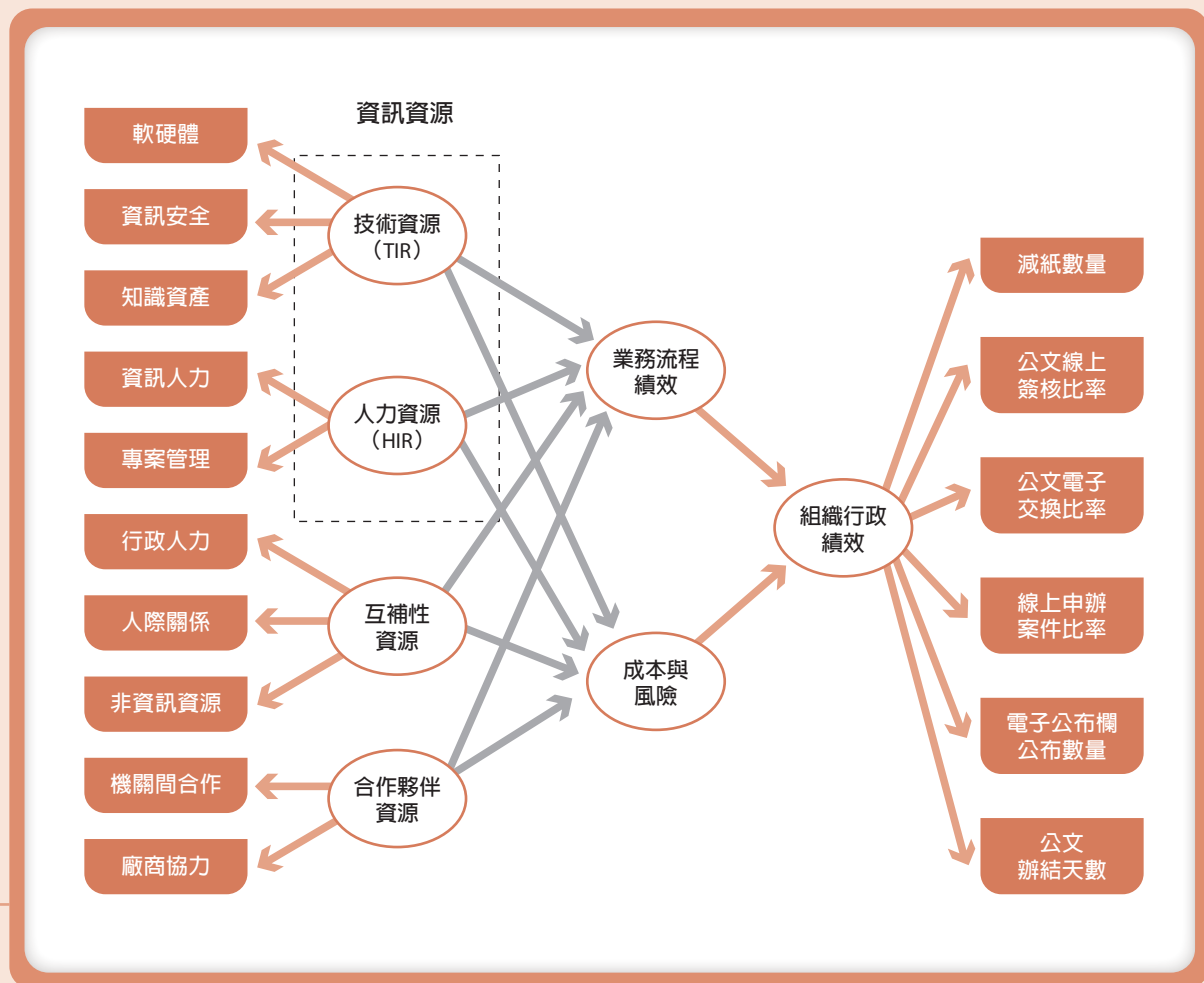 資訊資源
軟硬體
資訊安全
知識資產
資訊人力
專案管理
行政人力
人際關係
非資訊資源
機關間合作
廠商協力
技術資源
（TIR）
人力資源
（HIR）
互補性
資源
合作夥伴
資源
業務流程
績效
成本與
風險
組織行政
績效
減紙數量
公文線上
簽核比率
公文電子
交換比率
線上申辦
案件比率
電子公布欄
公布數量
公文
辦結天數